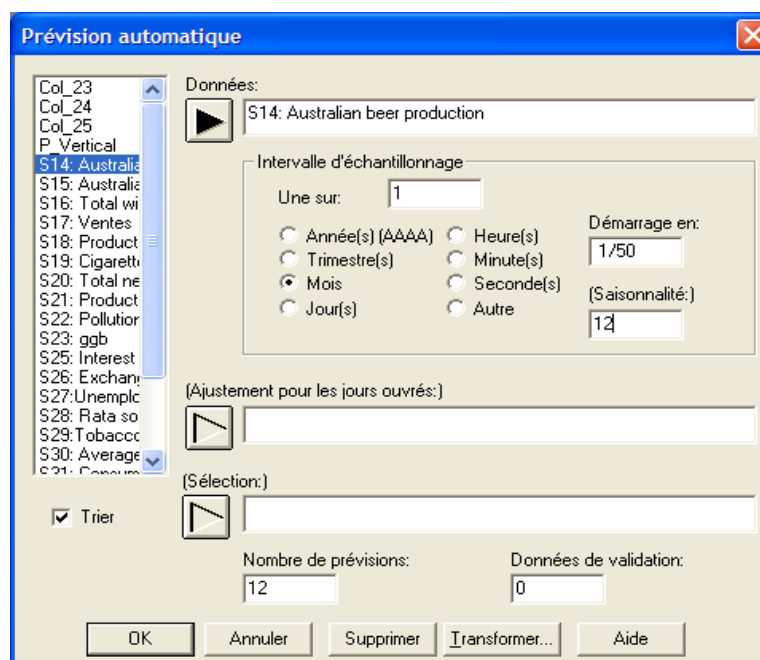 Prévision automatique
Col_23
Col_24
Col_25
P_Vertical
S14: Australia
S15: Australia
S16: Total wi
S17: Ventes
S18: Product
S19: Cigarett
S20: Total ne
S21: Product
S22: Pollution
S23: ggb
S25: Interest
S26: Exchan
S27:Unemplo
S28: Rata so
S29:Tobacco
S30: Average
S31: Consum
Trier
Données:
S14: Australian beer production
Intervalle d'échantillonnage
Une sur:
1
Année(s) (AAAA)
Trimestre(s)
Mois
Jour(s)
Heure(s)
Minute(s)
Seconde(s)
Autre
Démarrage en:
1/50
(Saisonnalité:)
12
(Ajustement pour les jours ouvrés:)
(Sélection:)
Nombre de prévisions:
12
Données de validation:
0
OK
Annuler
Supprimer
Transformer...
Aide